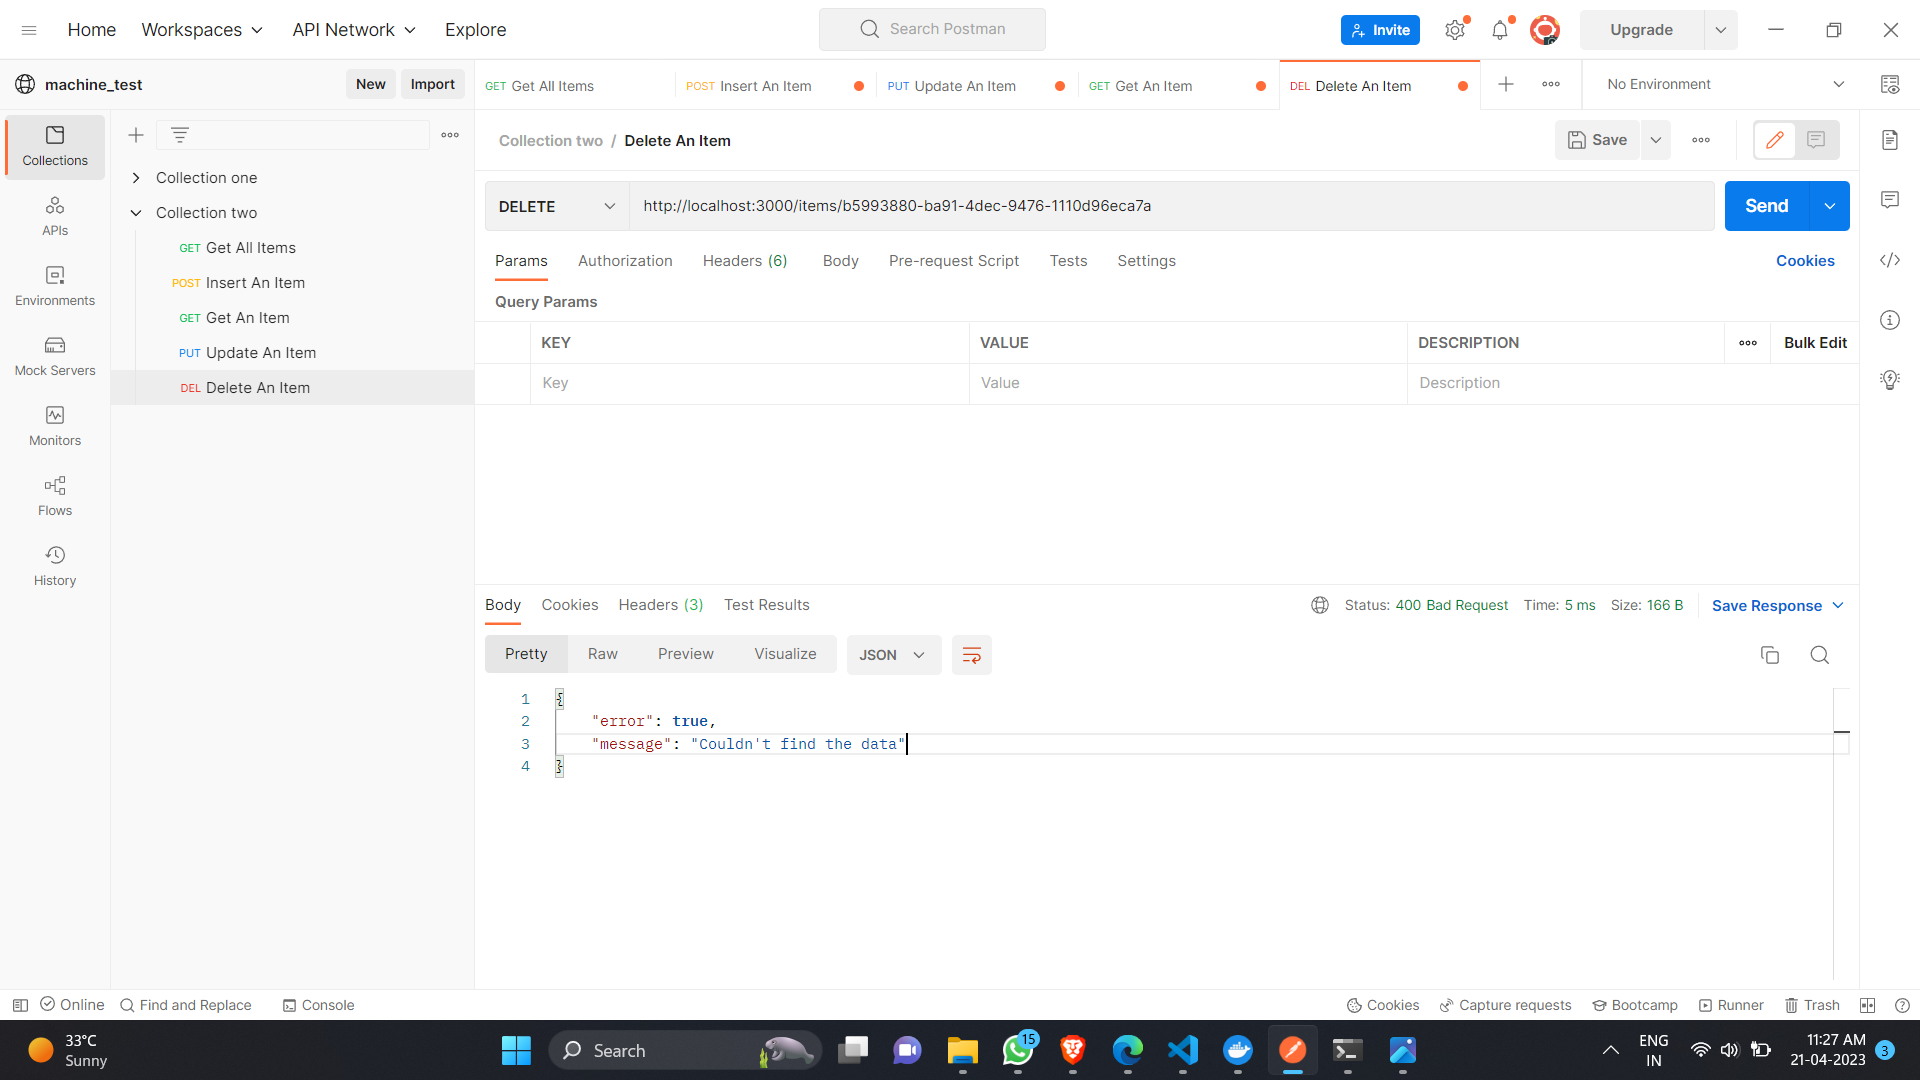 Home Workspaces API Network Explore Search Postman Invite Upgrade
machine_test New Import GET Get All Items POST Insert An Item PUT Update An Item GET Get An Item DEL Delete An Item No Environment
Collections
APIs
Environments
Mock Servers
Monitors
Flows
History
Collection one
Collection two
GET Get All Items
POST Insert An Item
GET Get An Item
PUT Update An Item
DEL Delete An Item
Collection two / Delete An Item Save
DELETE http://localhost:3000/items/b5993880-ba91-4dec-9476-1110d96eca7a Send
Params Authorization Headers (6) Body Pre-request Script Tests Settings Cookies
Query Params
KEY VALUE DESCRIPTION Bulk Edit
Key Value Description
Body Cookies Headers (3) Test Results Status: 400 Bad Request Time: 5 ms Size: 166 B Save Response
Pretty Raw Preview Visualize JSON
1 {
2 "error": true,
3 "message": "Couldn't find the data"
4 }
Online Find and Replace Console Cookies Capture requests Bootcamp Runner Trash
33°C
Sunny
Search
15
ENG
IN
11:27 AM
21-04-2023
3